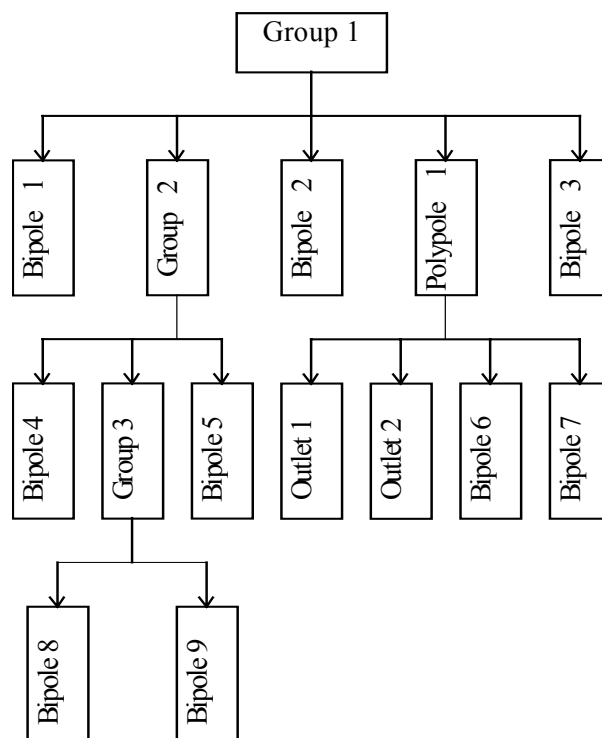 Group 1
Bipole 1
Group 2
Bipole 2
Polypole 1
Bipole 3
Bipole 4
Group 3
Bipole 5
Outlet 1
Outlet 2
Bipole 6
Bipole 7
Bipole 8
Bipole 9